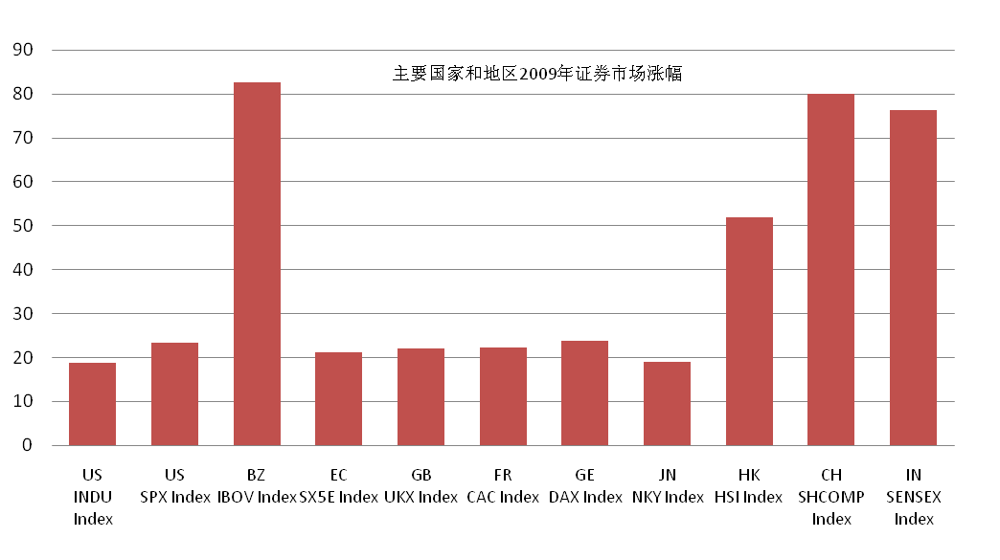 主要国家和地区2009年证券市场涨幅
90
80
70
60
50
40
30
20
10
0
US INDU Index
US SPX Index
BZ IBOV Index
EC SX5E Index
GB UKX Index
FR CAC Index
GE DAX Index
JN NKY Index
HK HSI Index
CH SHCOMP Index
IN SENSEX Index